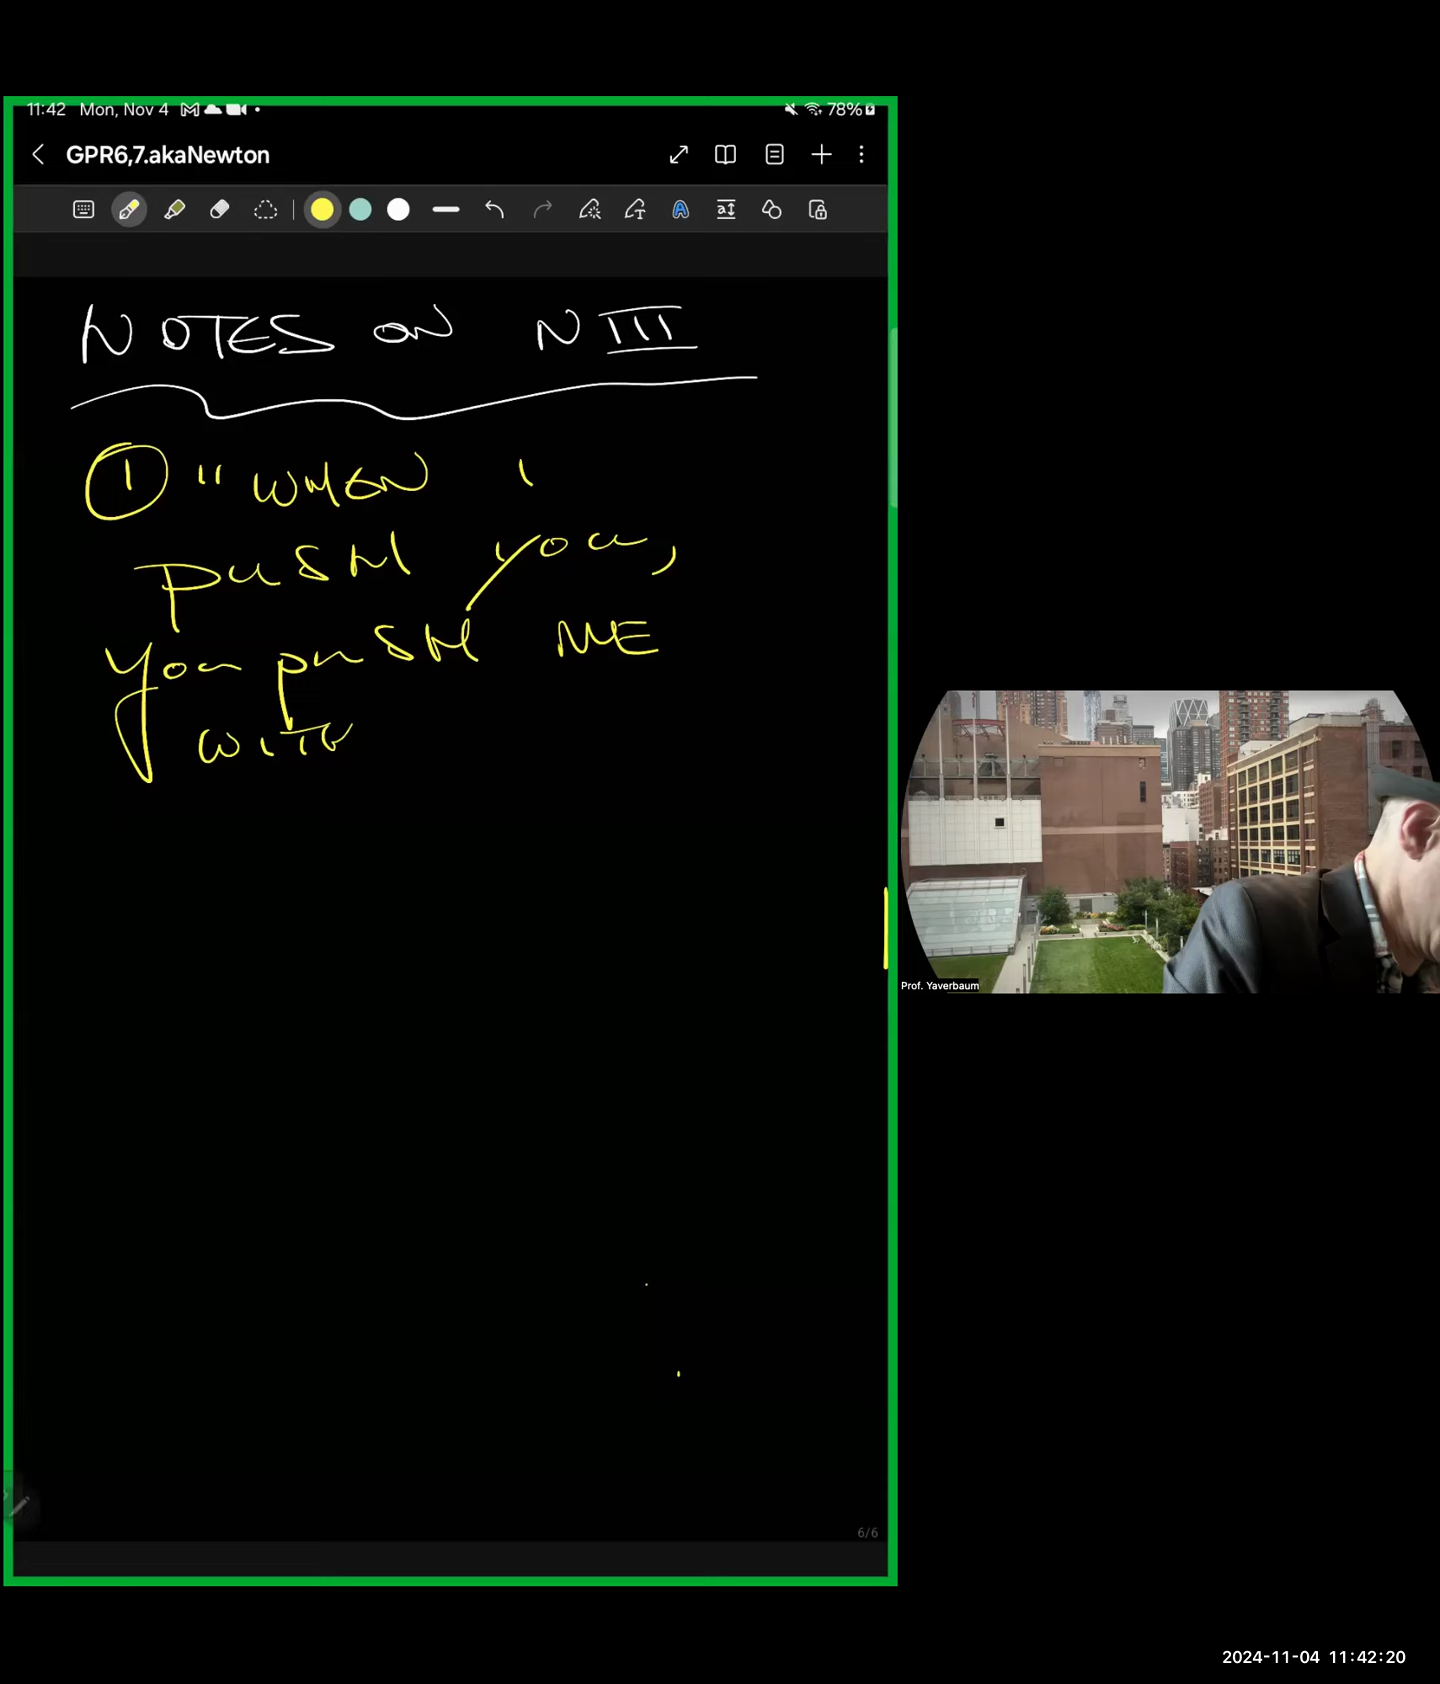 11:42 Mon, Nov 4 78%
GPR6,7.akaNewton
NOTES ON N III
① "WHEN I
PUSH YOU,
YOU PUSH ME
WITH
Prof. Yaverbaum
6/6
2024-11-04 11:42:20